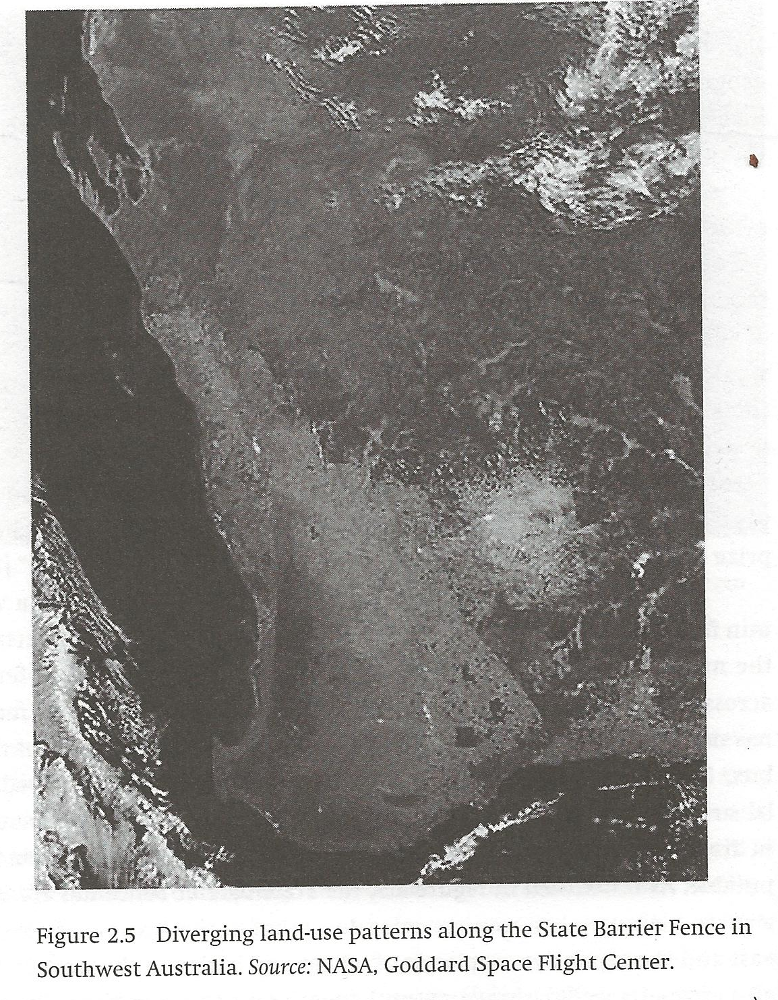 Figure 2.5 Diverging land-use patterns along the State Barrier Fence in
Southwest Australia. Source: NASA, Goddard Space Flight Center.